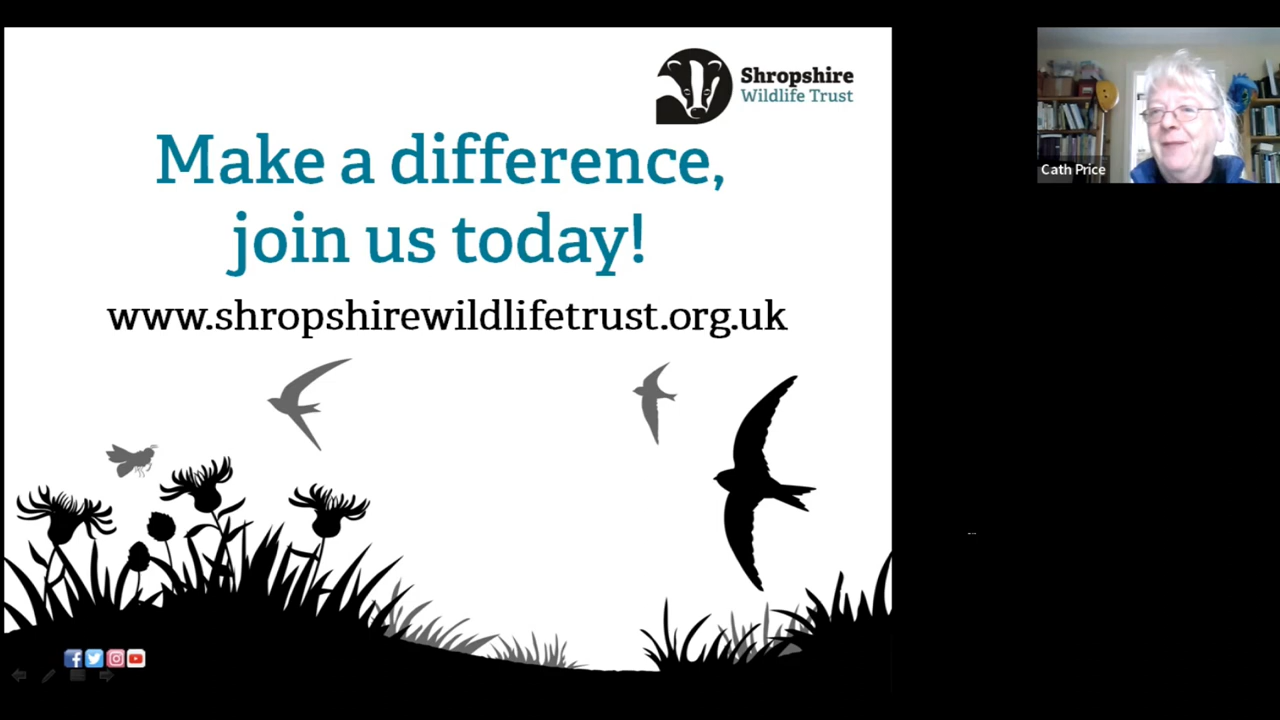 Shropshire
Wildlife Trust
Make a difference,
join us today!
www.shropshirewildlifetrust.org.uk
Cath Price